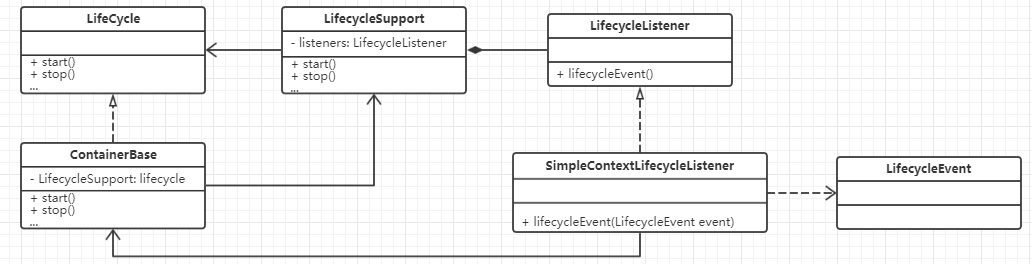 LifeCycle
+ start()
+ stop()
...
LifecycleSupport
- listeners: LifecycleListener
+ start()
+ stop()
...
LifecycleListener
+ lifecycleEvent()
ContainerBase
- LifecycleSupport: lifecycle
+ start()
+ stop()
...
SimpleContextLifecycleListener
+ lifecycleEvent(LifecycleEvent event)
LifecycleEvent